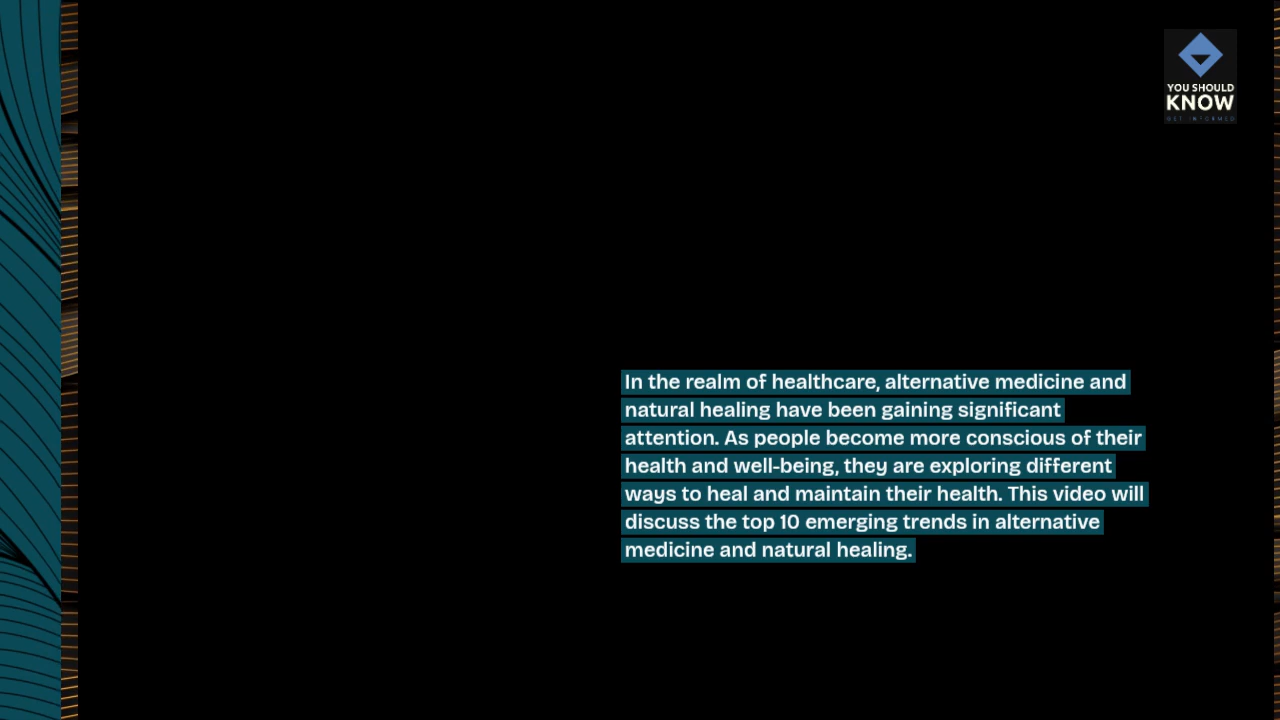 YOU SHOULD
KNOW
GET INFORMED
In the realm of healthcare, alternative medicine and
natural healing have been gaining significant
attention. As people become more conscious of their
health and well-being, they are exploring different
ways to heal and maintain their health. This video will
discuss the top 10 emerging trends in alternative
medicine and natural healing.